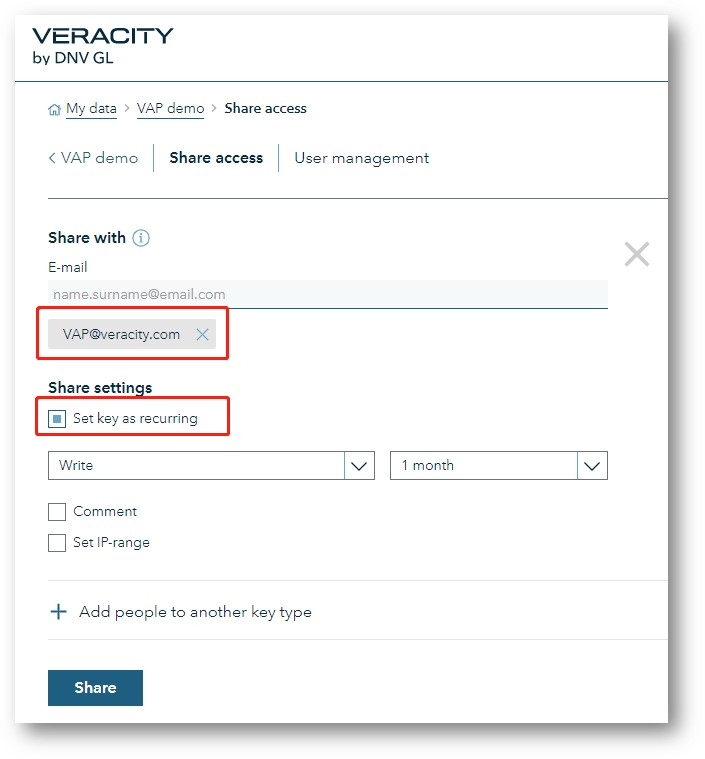 VERACITY
by DNV GL
My data > VAP demo > Share access
< VAP demo Share access User management
Share with
E-mail
name.surname@email.com
VAP@veracity.com
Share settings
Set key as recurring
Write 1 month
Comment
Set IP-range
+ Add people to another key type
Share